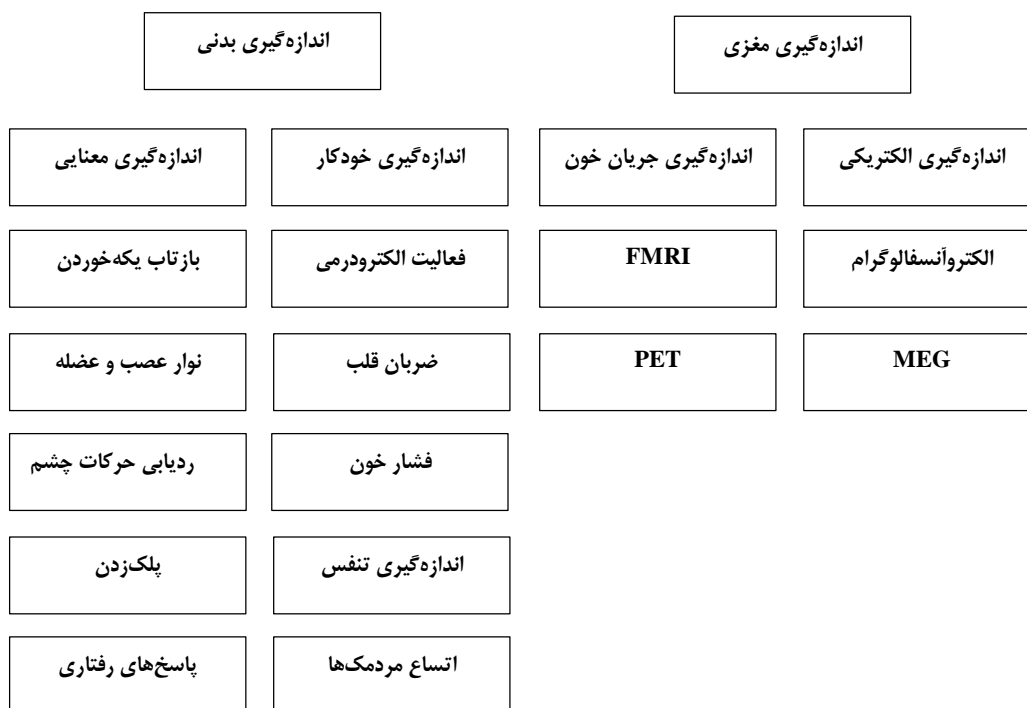 اندازه‌گیری مغزی
اندازه‌گیری بدنی
اندازه‌گیری الکتریکی
اندازه‌گیری جریان خون
اندازه‌گیری خودکار
اندازه‌گیری معنایی
الکتروآنسفالوگرام
FMRI
فعالیت الکترودرمی
بازتاب یکه‌خوردن
MEG
PET
ضربان قلب
نوار عصب و عضله
فشار خون
ردیابی حرکات چشم
اندازه‌گیری تنفس
پلک‌زدن
اتساع مردمک‌ها
پاسخ‌های رفتاری